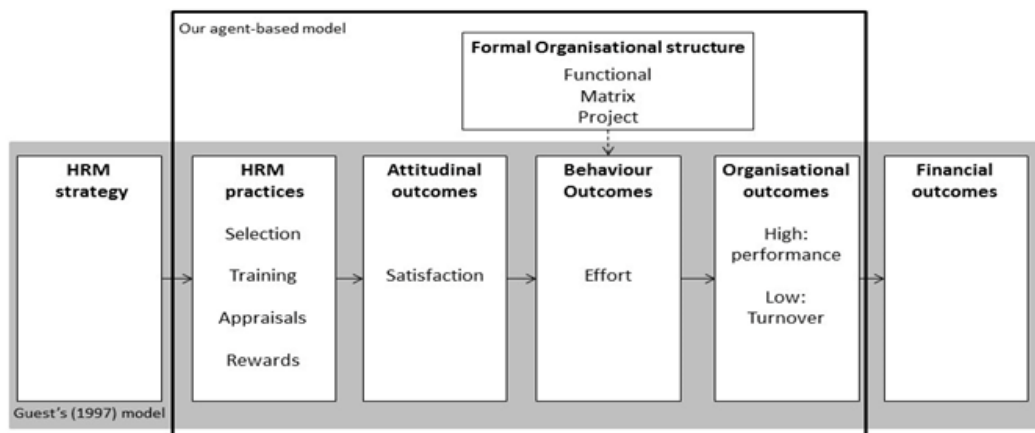 Our agent-based model
Formal Organisational structure
Functional
Matrix
Project
HRM
strategy
HRM
practices
Selection
Training
Appraisals
Rewards
Attitudinal
outcomes
Satisfaction
Behaviour
Outcomes
Effort
Organisational
outcomes
High:
performance
Low:
Turnover
Financial
outcomes
Guest's (1997) model